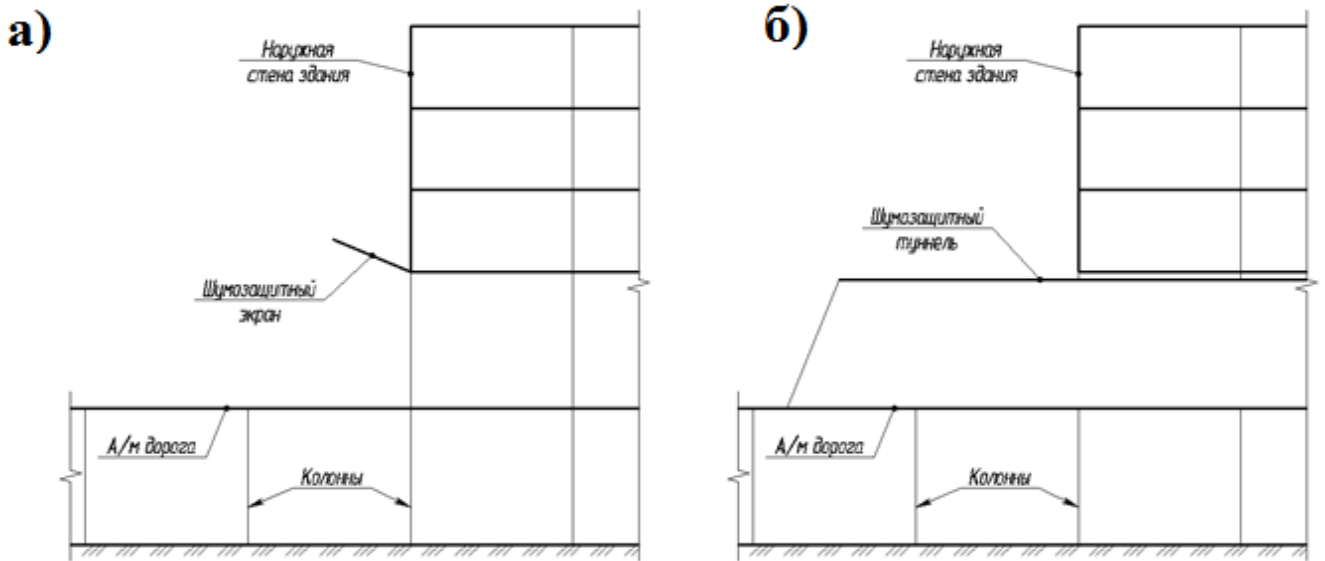 а)
Наружная
стена здания
Шумозащитный
экран
А/м дорога
Колонны
б)
Наружная
стена здания
Шумозащитный
туннель
А/м дорога
Колонны